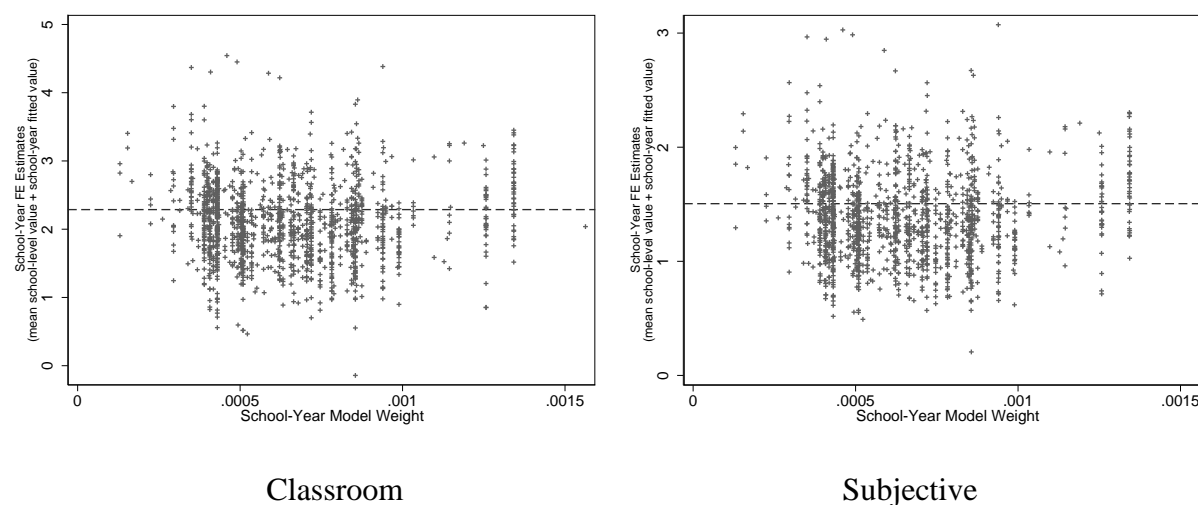 School-Year FE Estimates
(mean school-level value + school-year fitted value)
5
4
3
2
1
0
0
.0005
.001
.0015
School-Year Model Weight
Classroom
School-Year FE Estimates
(mean school-level value + school-year fitted value)
3
2
1
0
0
.0005
.001
.0015
School-Year Model Weight
Subjective